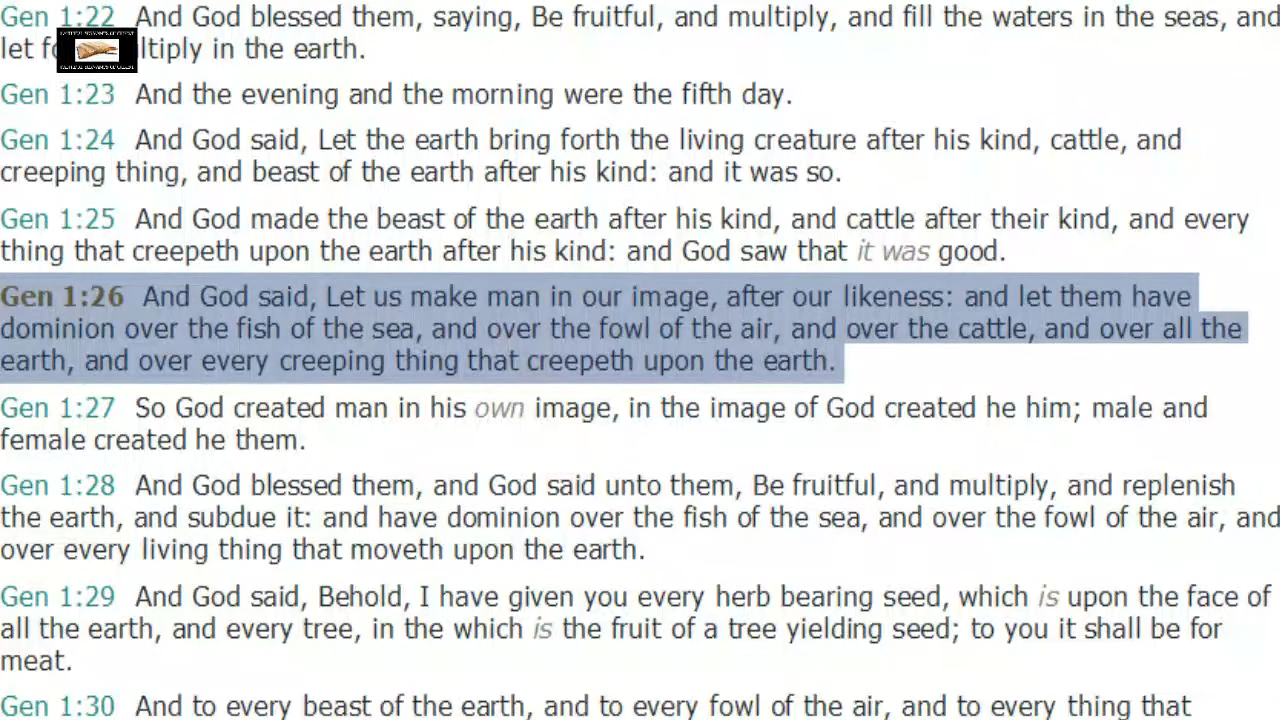 Gen 1:22 And God blessed them, saying, Be fruitful, and multiply, and fill the waters in the seas, and
let ltiply in the earth.
Gen 1:23 And the evening and the morning were the fifth day.
Gen 1:24 And God said, Let the earth bring forth the living creature after his kind, cattle, and
creeping thing, and beast of the earth after his kind: and it was so.
Gen 1:25 And God made the beast of the earth after his kind, and cattle after their kind, and every
thing that creepeth upon the earth after his kind: and God saw that it was good.
Gen 1:26 And God said, Let us make man in our image, after our likeness: and let them have
dominion over the fish of the sea, and over the fowl of the air, and over the cattle, and over all the
earth, and over every creeping thing that creepeth upon the earth.
Gen 1:27 So God created man in his own image, in the image of God created he him; male and
female created he them.
Gen 1:28 And God blessed them, and God said unto them, Be fruitful, and multiply, and replenish
the earth, and subdue it: and have dominion over the fish of the sea, and over the fowl of the air, and
over every living thing that moveth upon the earth.
Gen 1:29 And God said, Behold, I have given you every herb bearing seed, which is upon the face of
all the earth, and every tree, in the which is the fruit of a tree yielding seed; to you it shall be for
meat.
Gen 1:30 And to every beast of the earth, and to every fowl of the air, and to every thing that